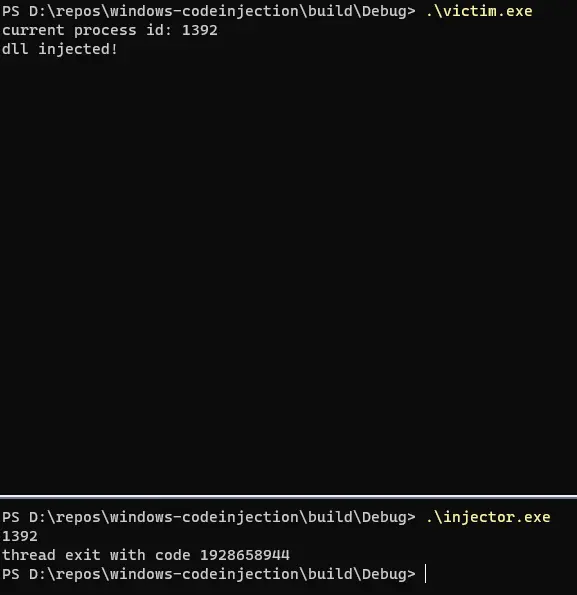 PS D:\repos\windows-codeinjection\build\Debug> .\victim.exe
current process id: 1392
dll injected!
PS D:\repos\windows-codeinjection\build\Debug> .\injector.exe
1392
thread exit with code 1928658944
PS D:\repos\windows-codeinjection\build\Debug>